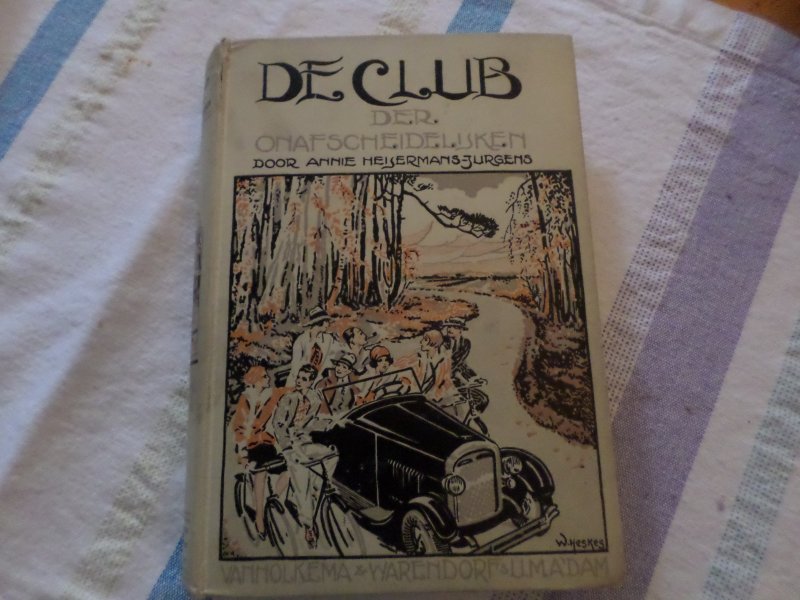 DE CLUB
DER
ONAFSCHEIDELIJKEN
DOOR ANNIE HEIJERMANS-JURGENS
W. HESKES
VAN HOLKEMA & WARENDORF'S U.M. A'DAM